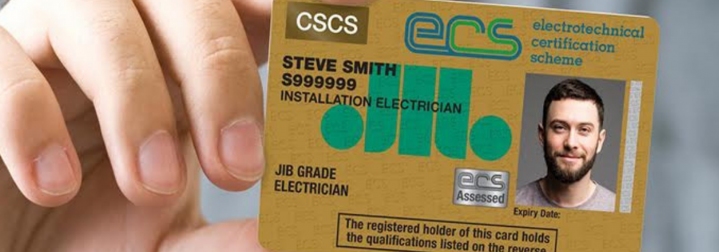 CSCS
ecs
electrotechnical
certification
scheme
STEVE SMITH
S999999
INSTALLATION ELECTRICIAN
JIB
JIB GRADE
ELECTRICIAN
ecs
Assessed
Expiry Date:
The registered holder of this card holds
the qualifications listed on the reverse